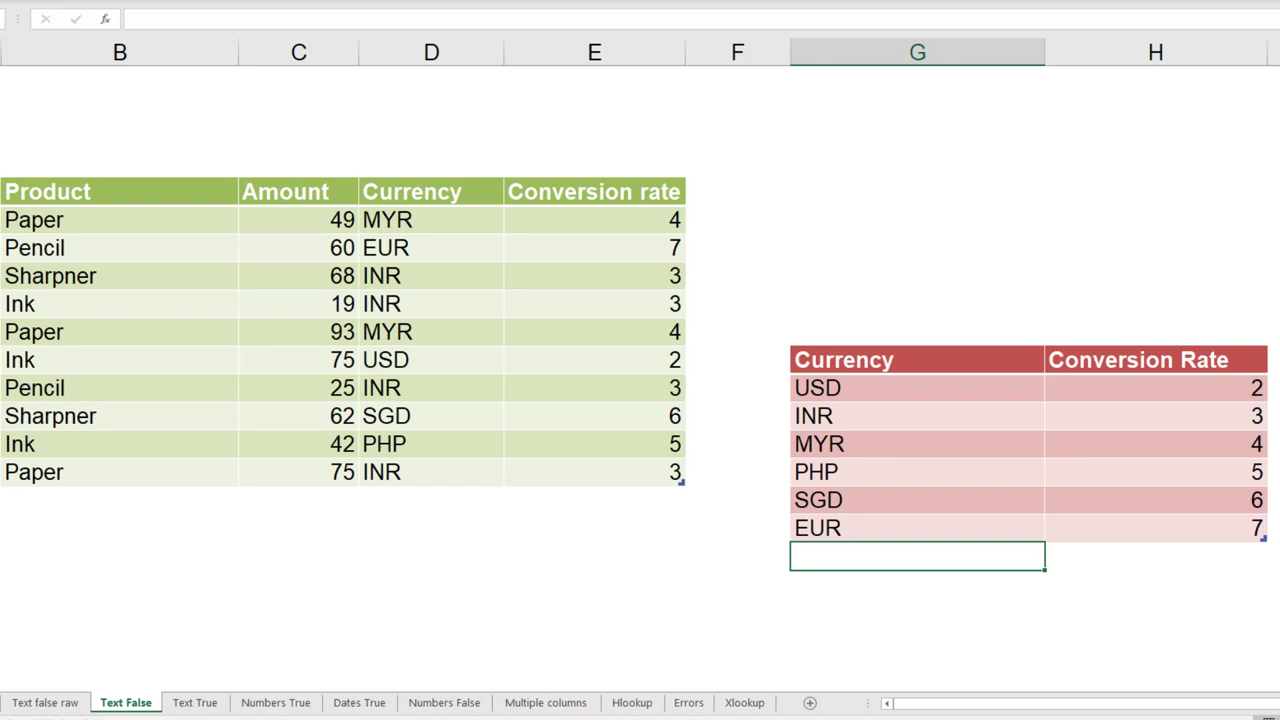 fx
B C D E F G H
Product Amount Currency Conversion rate
Paper 49 MYR 4
Pencil 60 EUR 7
Sharpner 68 INR 3
Ink 19 INR 3
Paper 93 MYR 4
Ink 75 USD 2
Pencil 25 INR 3
Sharpner 62 SGD 6
Ink 42 PHP 5
Paper 75 INR 3
Currency Conversion Rate
USD 2
INR 3
MYR 4
PHP 5
SGD 6
EUR 7
Text false raw Text False Text True Numbers True Dates True Numbers False Multiple columns Hlookup Errors Xlookup